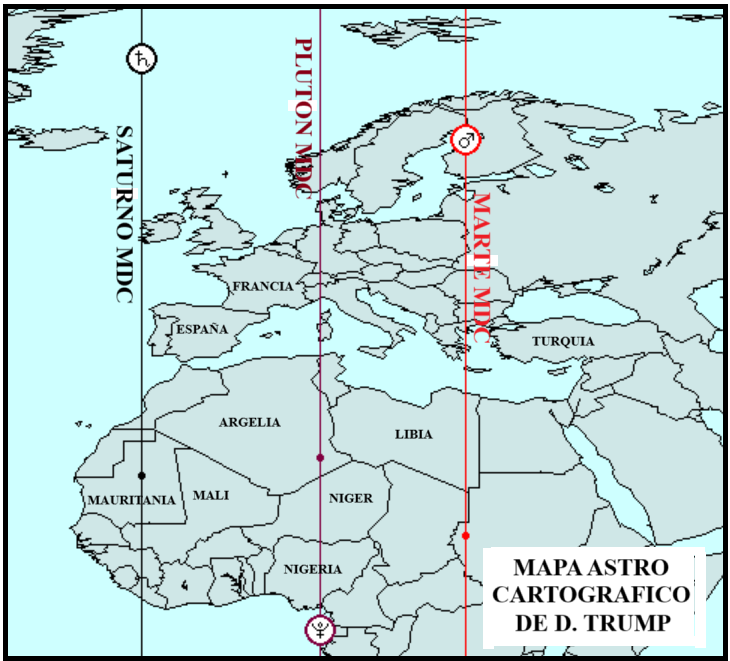 SATURNO MDC
PLUTON MDC
MARTE MDC
FRANCIA
ESPAÑA
TURQUIA
ARGELIA
LIBIA
MAURITANIA
MALI
NIGER
NIGERIA
MAPA ASTRO
CARTOGRAFICO
DE D. TRUMP